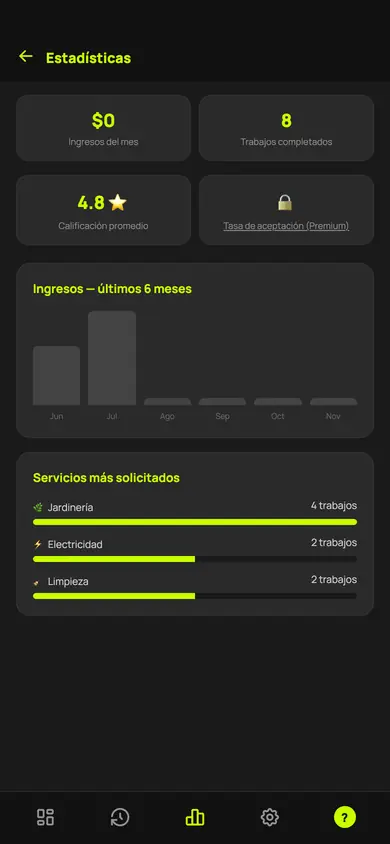 Estadísticas
$0
Ingresos del mes
8
Trabajos completados
4.8⭐
Calificación promedio
🔒
Tasa de aceptación (Premium)
Ingresos — últimos 6 meses
Jun Jul Ago Sep Oct Nov
Servicios más solicitados
🌿 Jardinería 4 trabajos
⚡ Electricidad 2 trabajos
Limpieza 2 trabajos
?